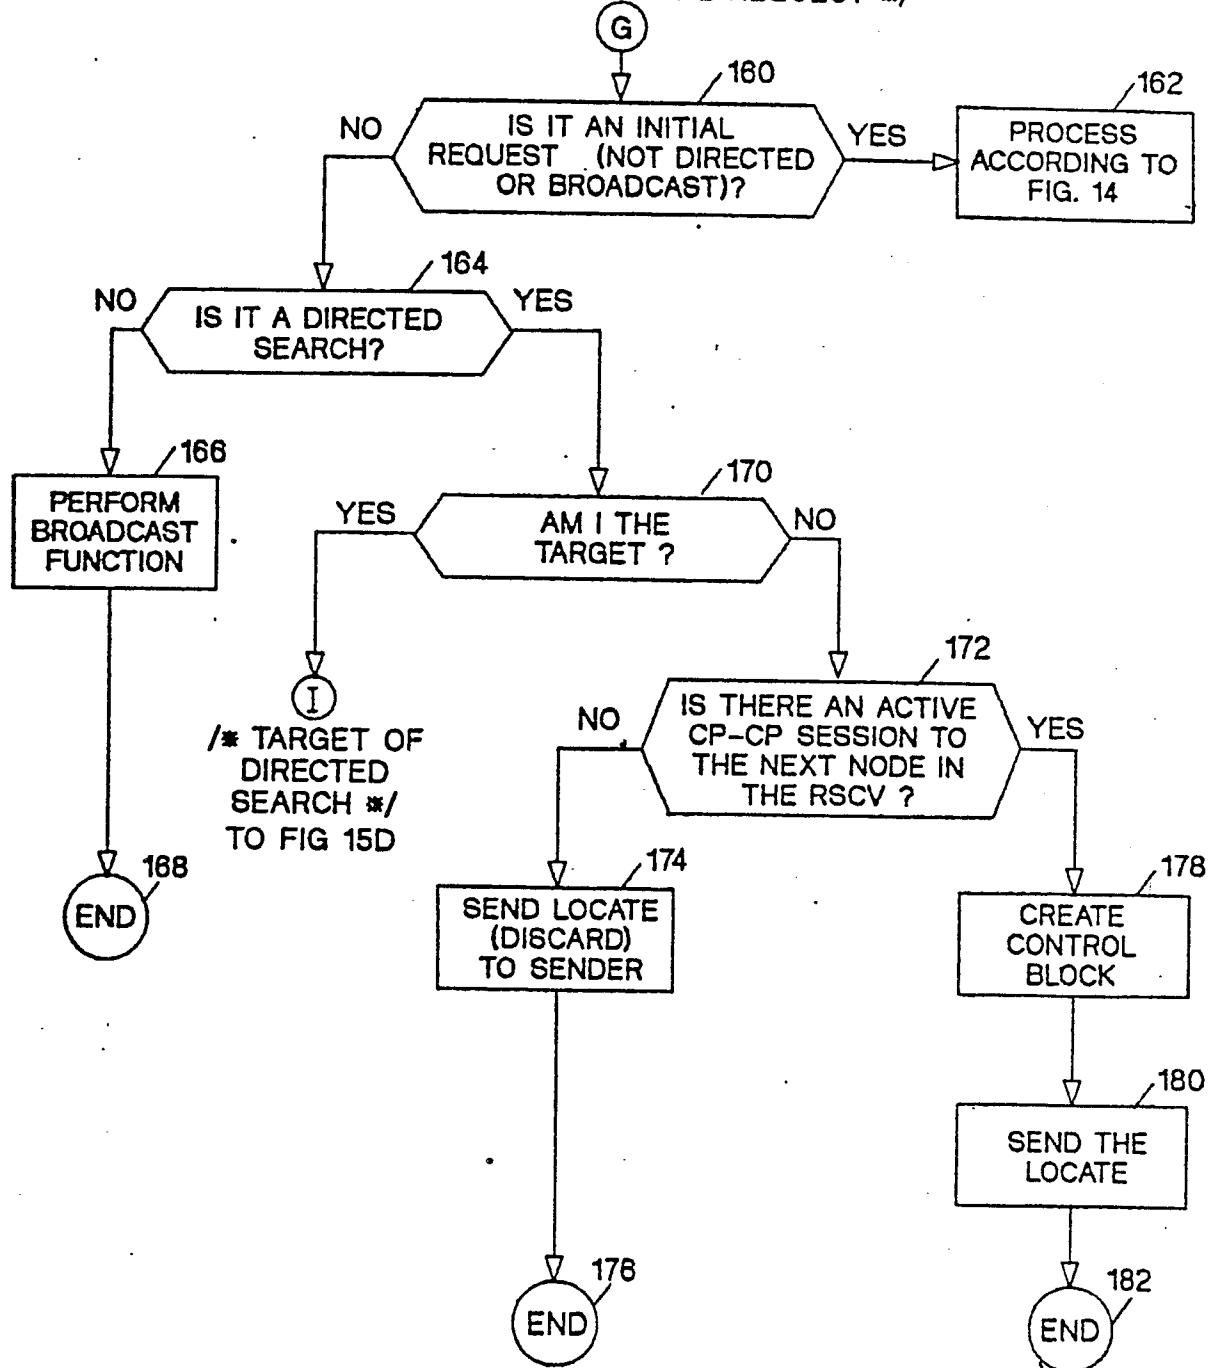 G
160
IS IT AN INITIAL
REQUEST (NOT DIRECTED
OR BROADCAST)?
NO
YES
162
PROCESS
ACCORDING TO
FIG. 14
164
NO
YES
IS IT A DIRECTED
SEARCH?
166
PERFORM
BROADCAST
FUNCTION
170
YES
NO
AM I THE
TARGET ?
I
/* TARGET OF
DIRECTED
SEARCH */
TO FIG 15D
172
NO
YES
IS THERE AN ACTIVE
CP-CP SESSION TO
THE NEXT NODE IN
THE RSCV ?
168
END
174
SEND LOCATE
(DISCARD)
TO SENDER
178
CREATE
CONTROL
BLOCK
180
SEND THE
LOCATE
176
END
182
END